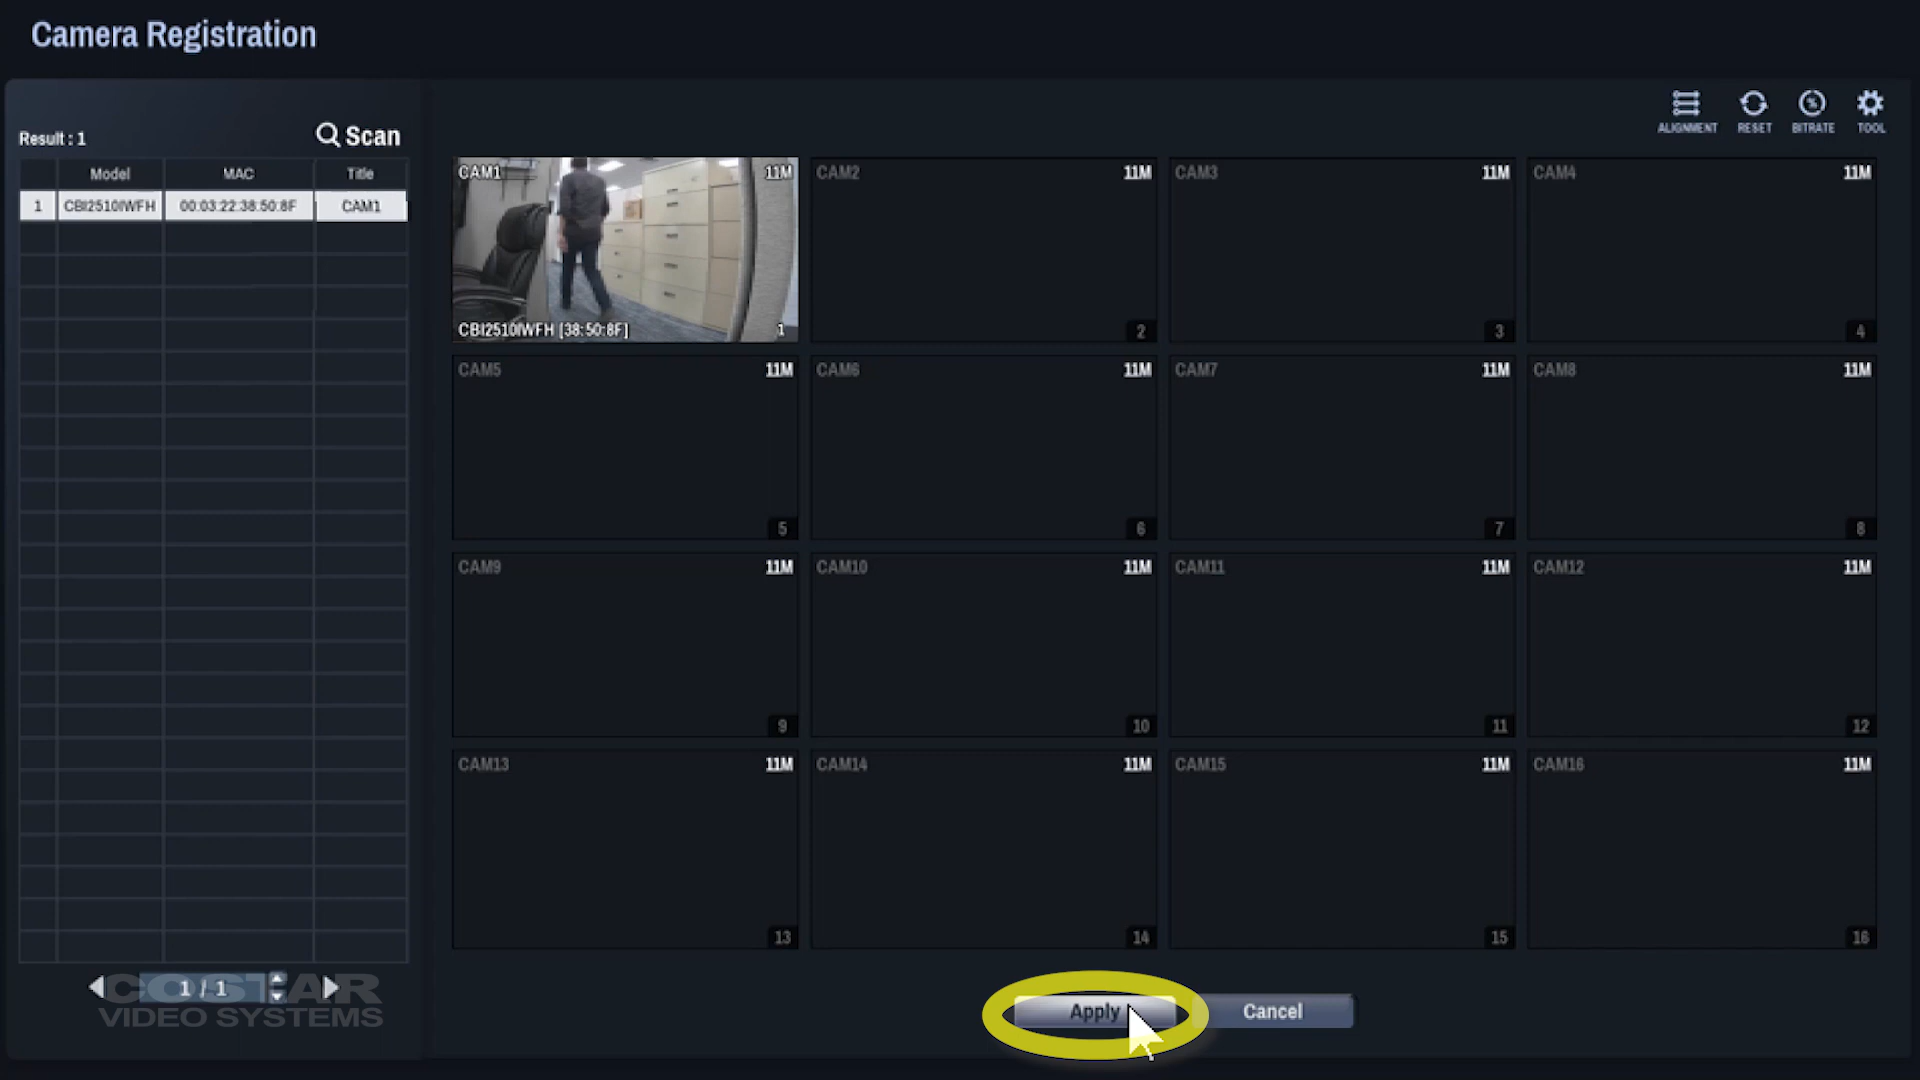 Camera Registration
ALIGNMENT RESET BITRATE TOOL
Result : 1
Scan
Model MAC Title
1 CBI2510IWFH 00:03:22:38:50:8F CAM1
CAM1 11M
CBI2510IWFH [38:50:8F] 1
CAM2 11M
2
CAM3 11M
3
CAM4 11M
4
CAM5 11M
5
CAM6 11M
6
CAM7 11M
7
CAM8 11M
8
CAM9 11M
9
CAM10 11M
10
CAM11 11M
11
CAM12 11M
12
CAM13 11M
13
CAM14 11M
14
CAM15 11M
15
CAM16 11M
16
1 / 1
COSTAR
VIDEO SYSTEMS
Apply Cancel